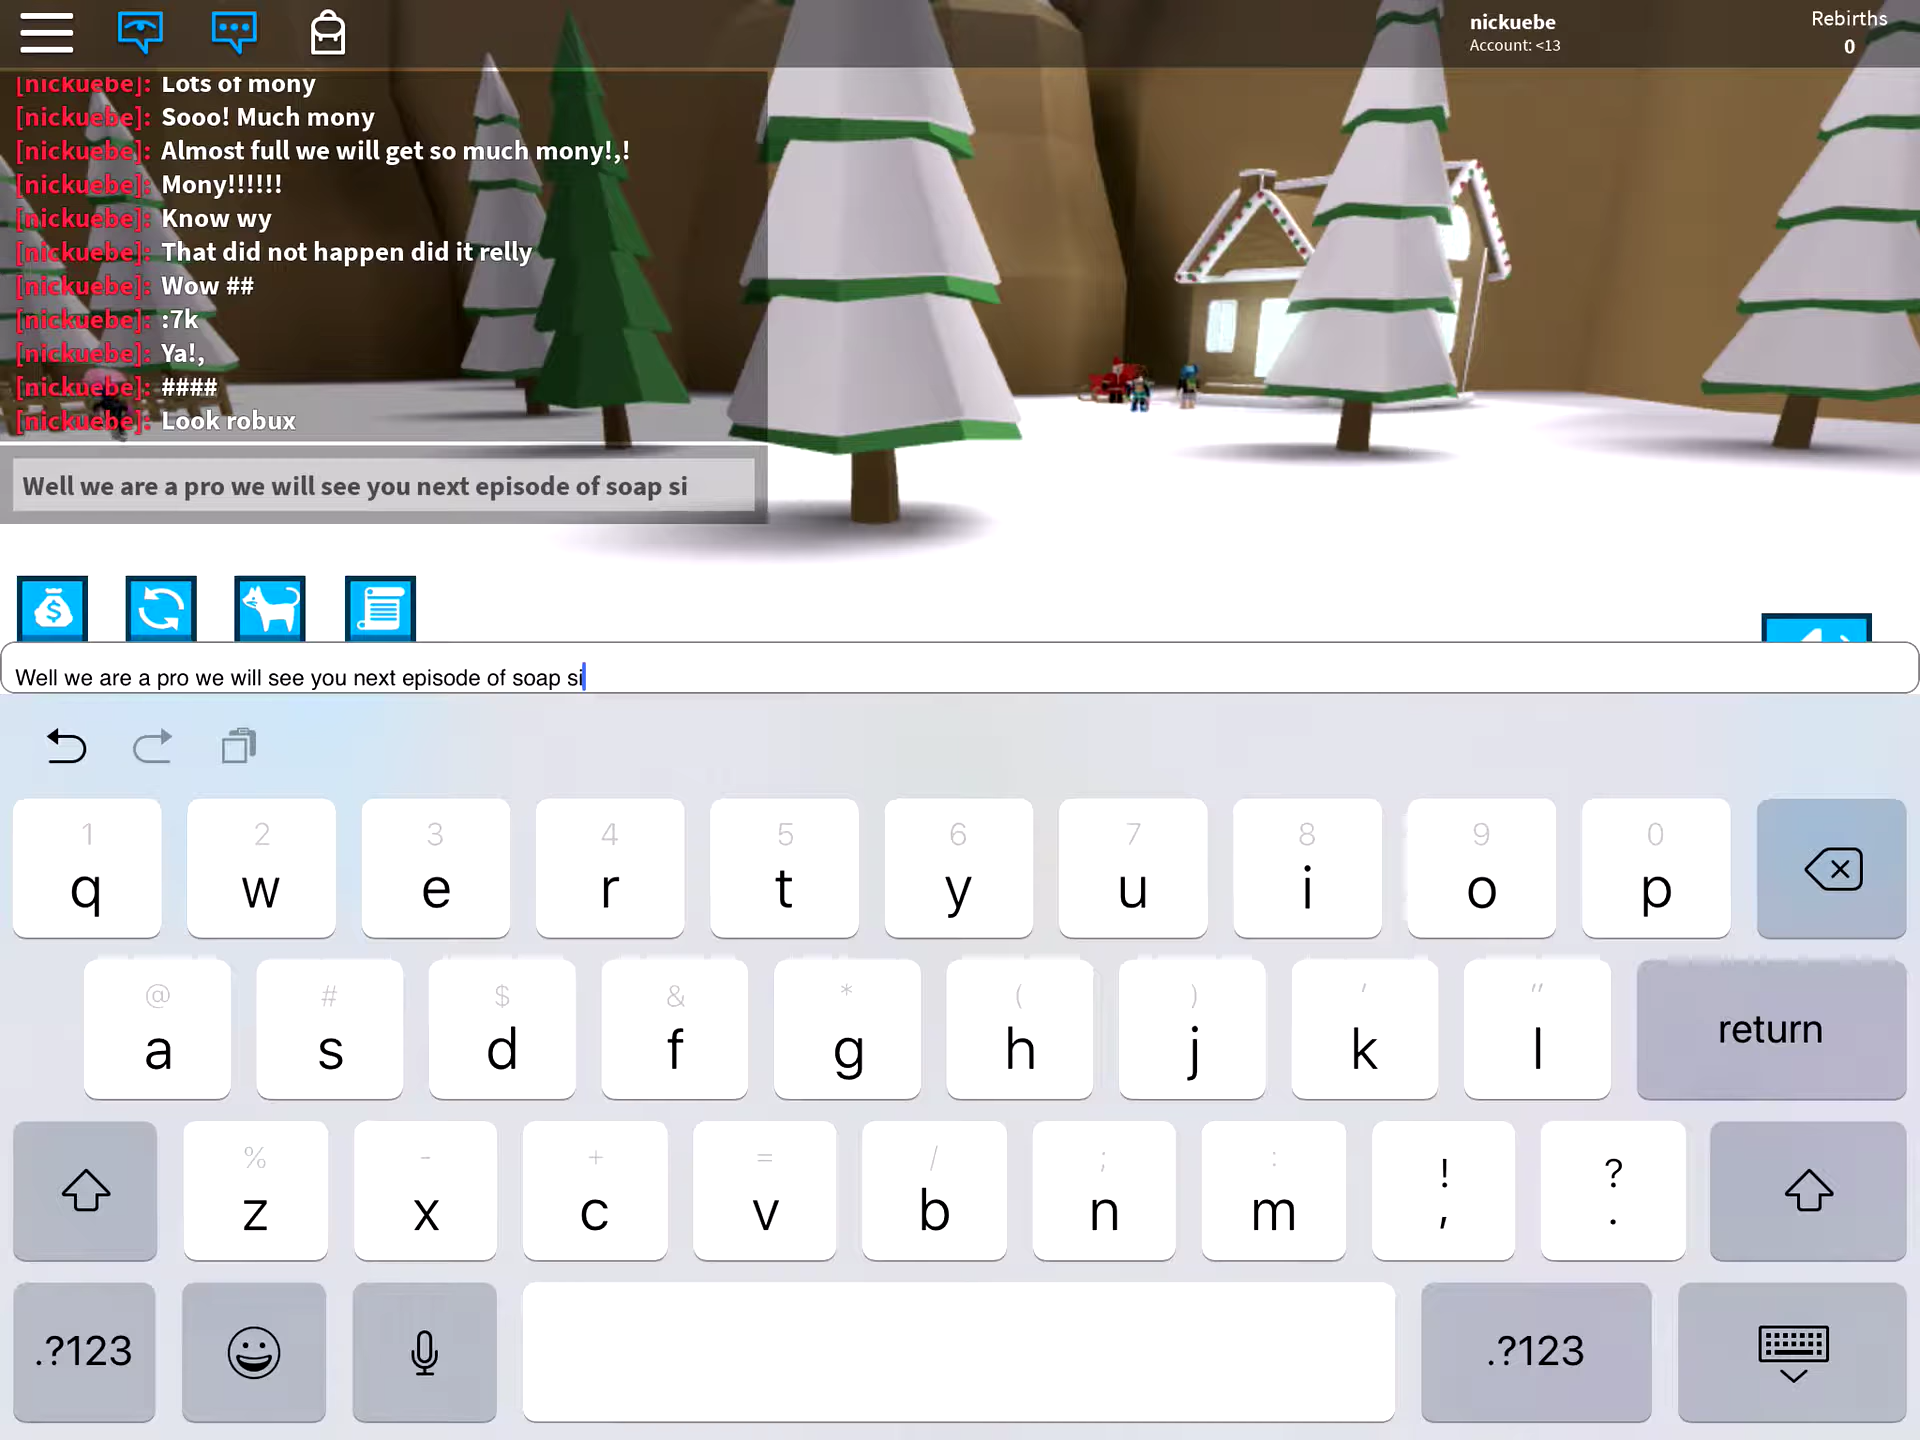 nickuebe
Account: <13
Rebirths
0
[nickuebe]: Lots of mony
[nickuebe]: Sooo! Much mony
[nickuebe]: Almost full we will get so much mony!,!
[nickuebe]: Mony!!!!!!
[nickuebe]: Know wy
[nickuebe]: That did not happen did it relly
[nickuebe]: Wow ##
[nickuebe]: :7k
[nickuebe]: Ya!,
[nickuebe]: ####
[nickuebe]: Look robux
Well we are a pro we will see you next episode of soap si
Well we are a pro we will see you next episode of soap si
1 2 3 4 5 6 7 8 9 0
q w e r t y u i o p
@ # $ & * ( ) ' "
a s d f g h j k l return
% - + = / ; : ! ?
z x c v b n m , .
.?123 .?123